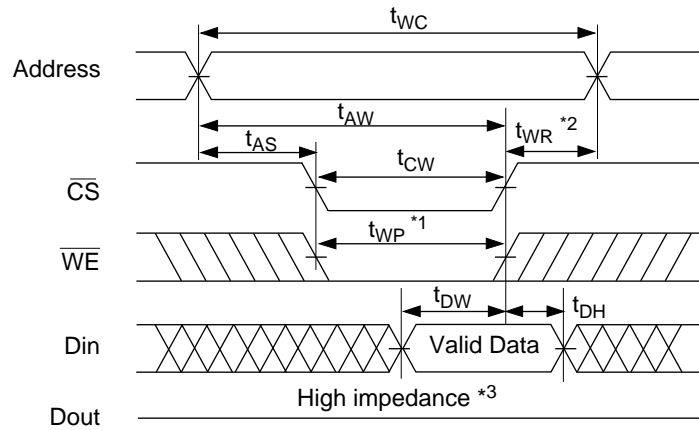 tWC
Address
tAW
tAS
tWR *2
tCW
CS
tWP *1
WE
tDW
tDH
Din
Valid Data
High impedance *3
Dout